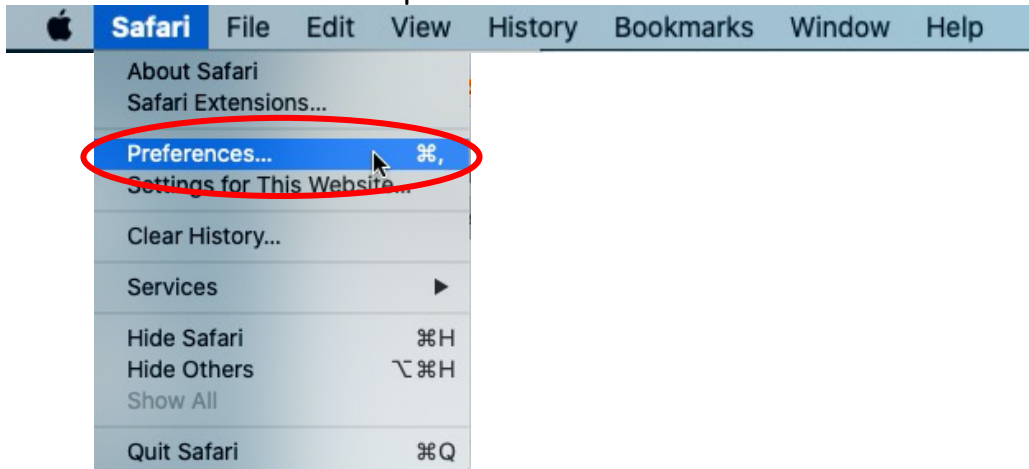 Safari File Edit View History Bookmarks Window Help
About Safari
Safari Extensions...
Preferences... ⌘,
Settings for This Website...
Clear History...
Services ▶
Hide Safari ⌘H
Hide Others ⌥⌘H
Show All
Quit Safari ⌘Q